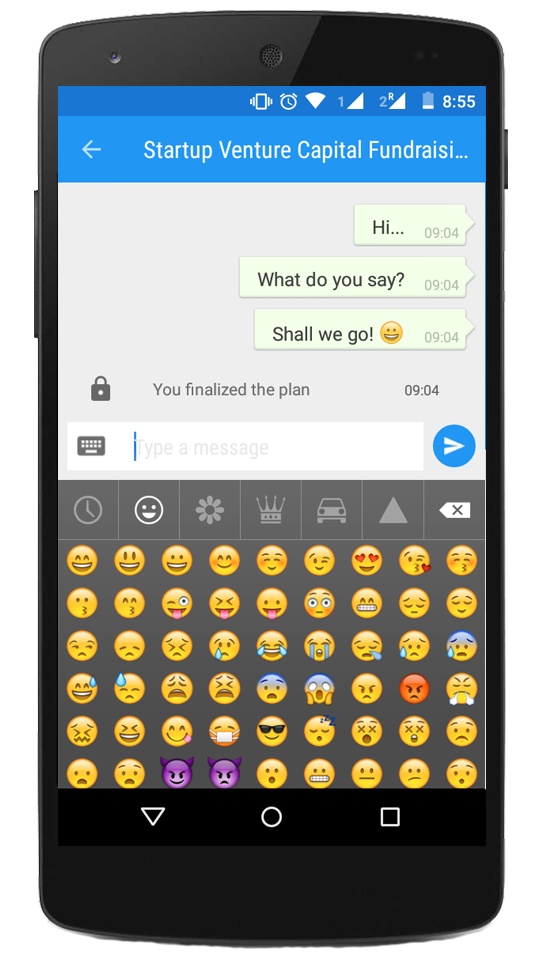 1 2 R 8:55
Startup Venture Capital Fundraisi...
Hi... 09:04
What do you say? 09:04
Shall we go! 😀 09:04
You finalized the plan 09:04
Type a message